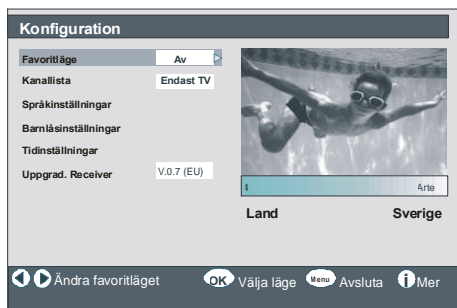 Konfiguration
Favoritläge Av
Kanallista Endast TV
Språkinställningar
Barnlåsinställningar
Tidinställningar
Uppgrad. Receiver V.0.7 (EU)
4 Arte
Land Sverige
Ändra favoritläget OK Välja läge Menu Avsluta i Mer